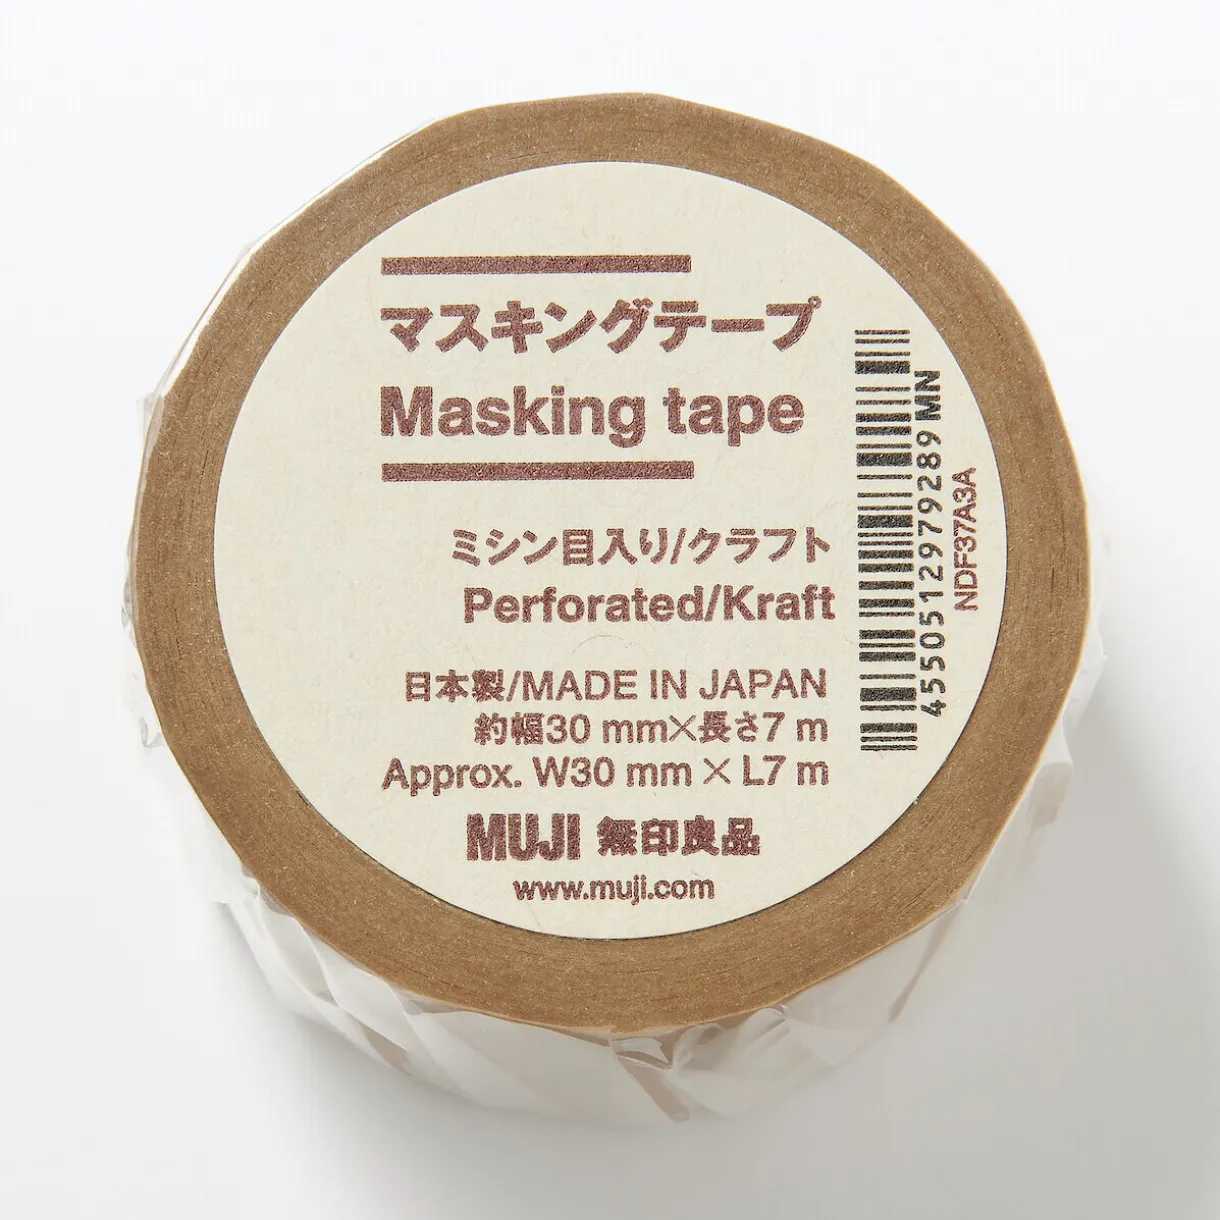 マスキングテープ
Masking tape
ミシン目入り/クラフト
Perforated/Kraft
日本製/MADE IN JAPAN
約幅30 mm×長さ7 m
Approx. W30 mm × L7 m
MUJI 無印良品
www.muji.com
4550512979289 MN
NDF37A3A